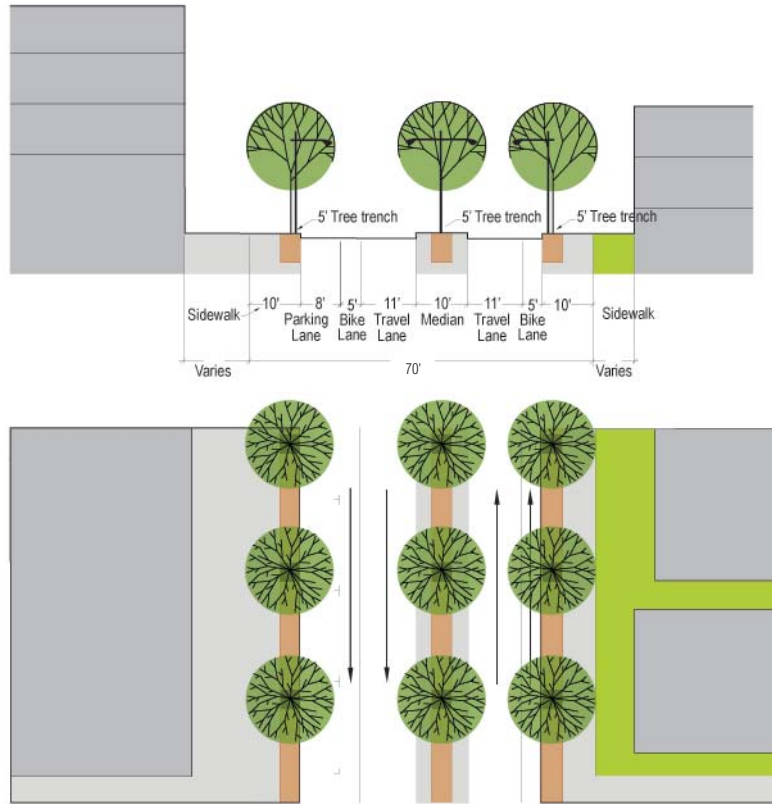 5' Tree trench 5' Tree trench 5' Tree trench
10' 8' 5' 11' 10' 11' 5' 10'
Sidewalk Parking Lane Bike Lane Travel Lane Median Travel Lane Bike Lane Sidewalk
Varies 70' Varies